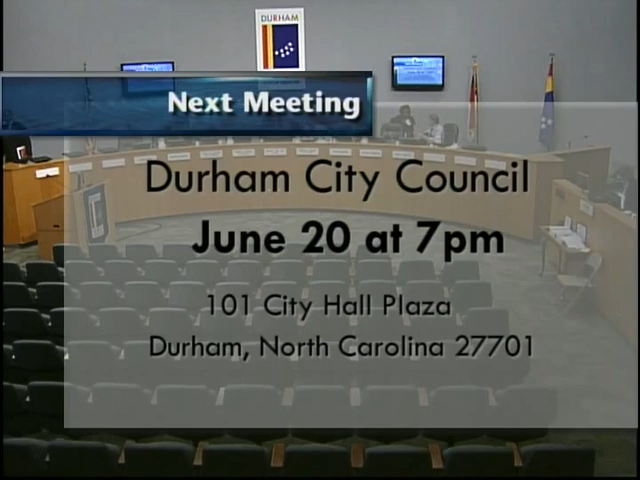 DURHAM
Next Meeting
Durham City Council
June 20 at 7pm
101 City Hall Plaza
Durham, North Carolina 27701